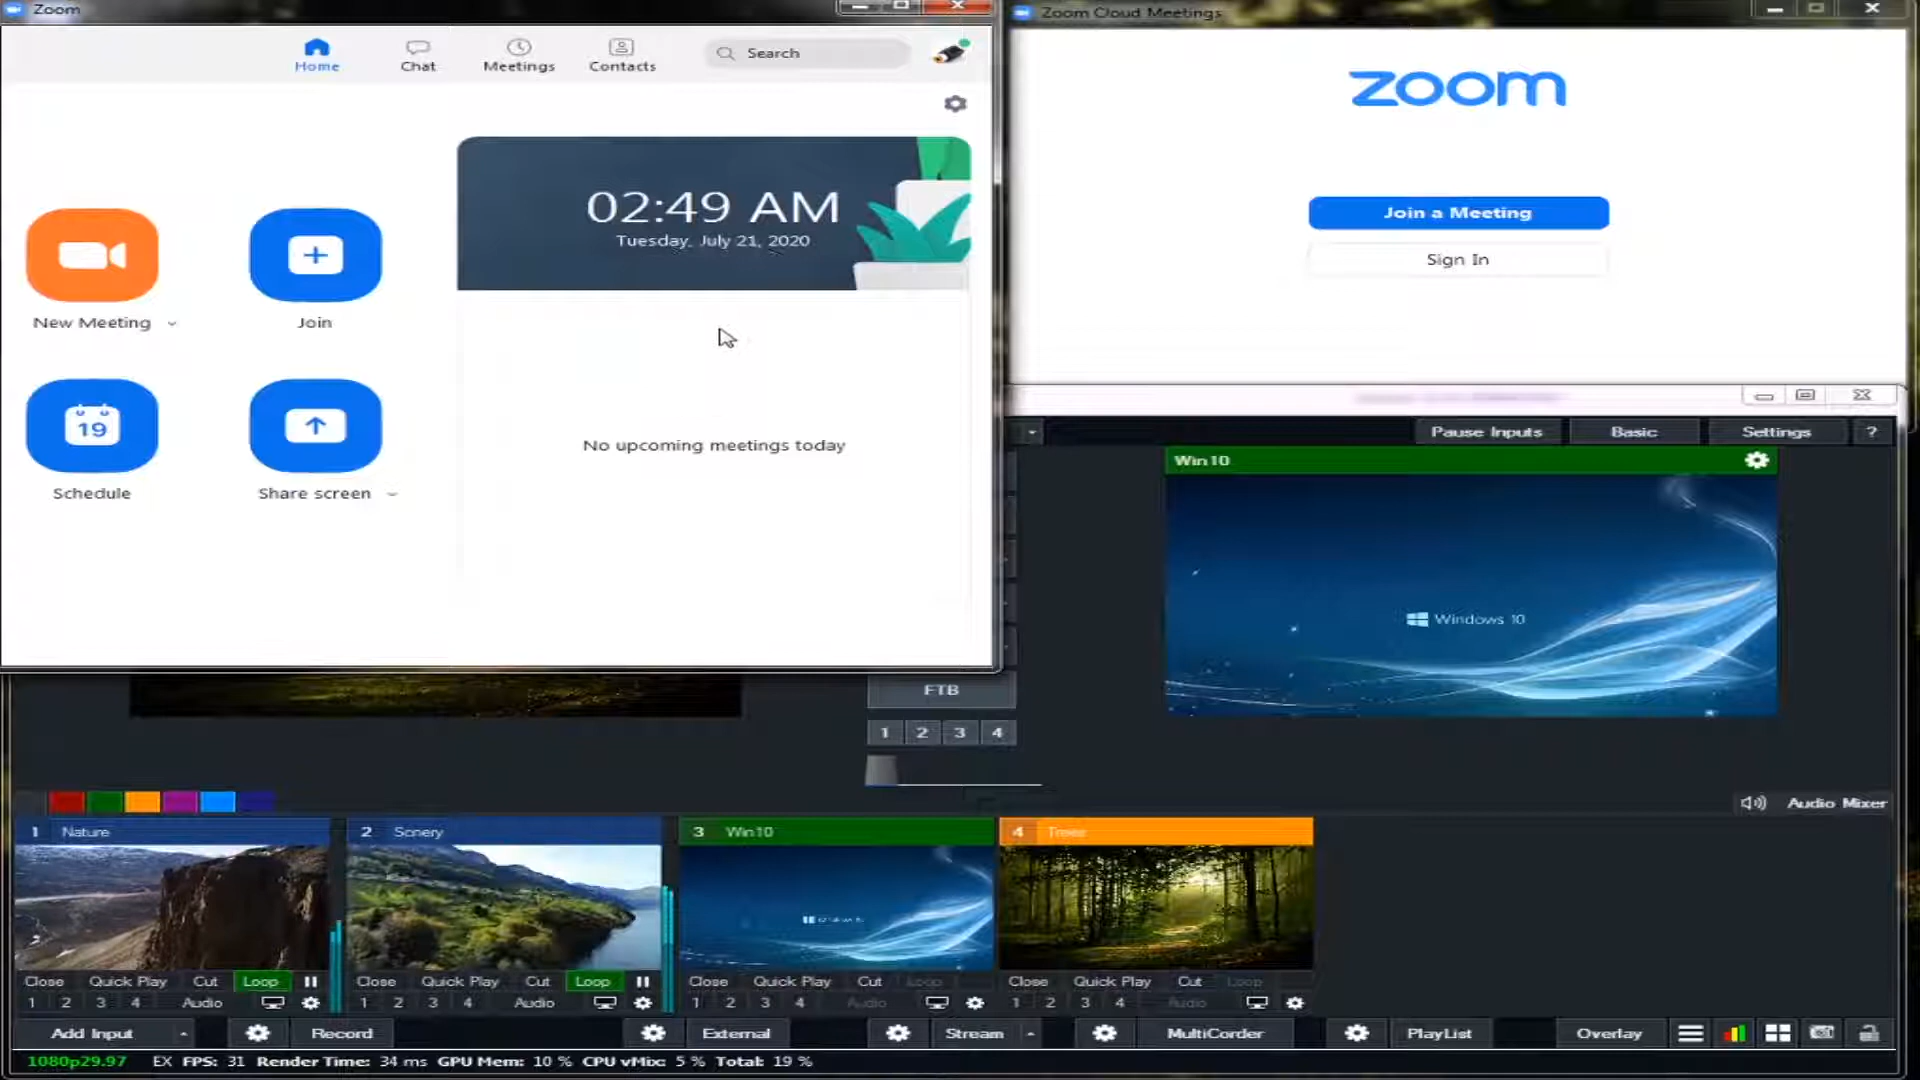 Zoom
Home
Chat
Meetings
Contacts
Search
02:49 AM
Tuesday, July 21, 2020
New Meeting
Join
19
Schedule
Share screen
No upcoming meetings today
Zoom Cloud Meetings
zoom
Join a Meeting
Sign In
Pause Inputs
Basic
Settings
?
Win10
Windows 10
FTB
1 2 3 4
Audio Mixer
1 Nature
2 Scnery
3 Win10
4
Close Quick Play Cut Loop
1 2 3 4 Audio
Close Quick Play Cut Loop
1 2 3 4 Audio
Close Quick Play Cut Loop
1 2 3 4 Audio
Close Quick Play Cut Loop
1 2 3 4 Audio
Add Input
Record
External
Stream
MultiCorder
PlayList
Overlay
1080p29.97 EX FPS: 31 Render Time: 34 ms GPU Mem: 10 % CPU vMix: 5 % Total: 19 %